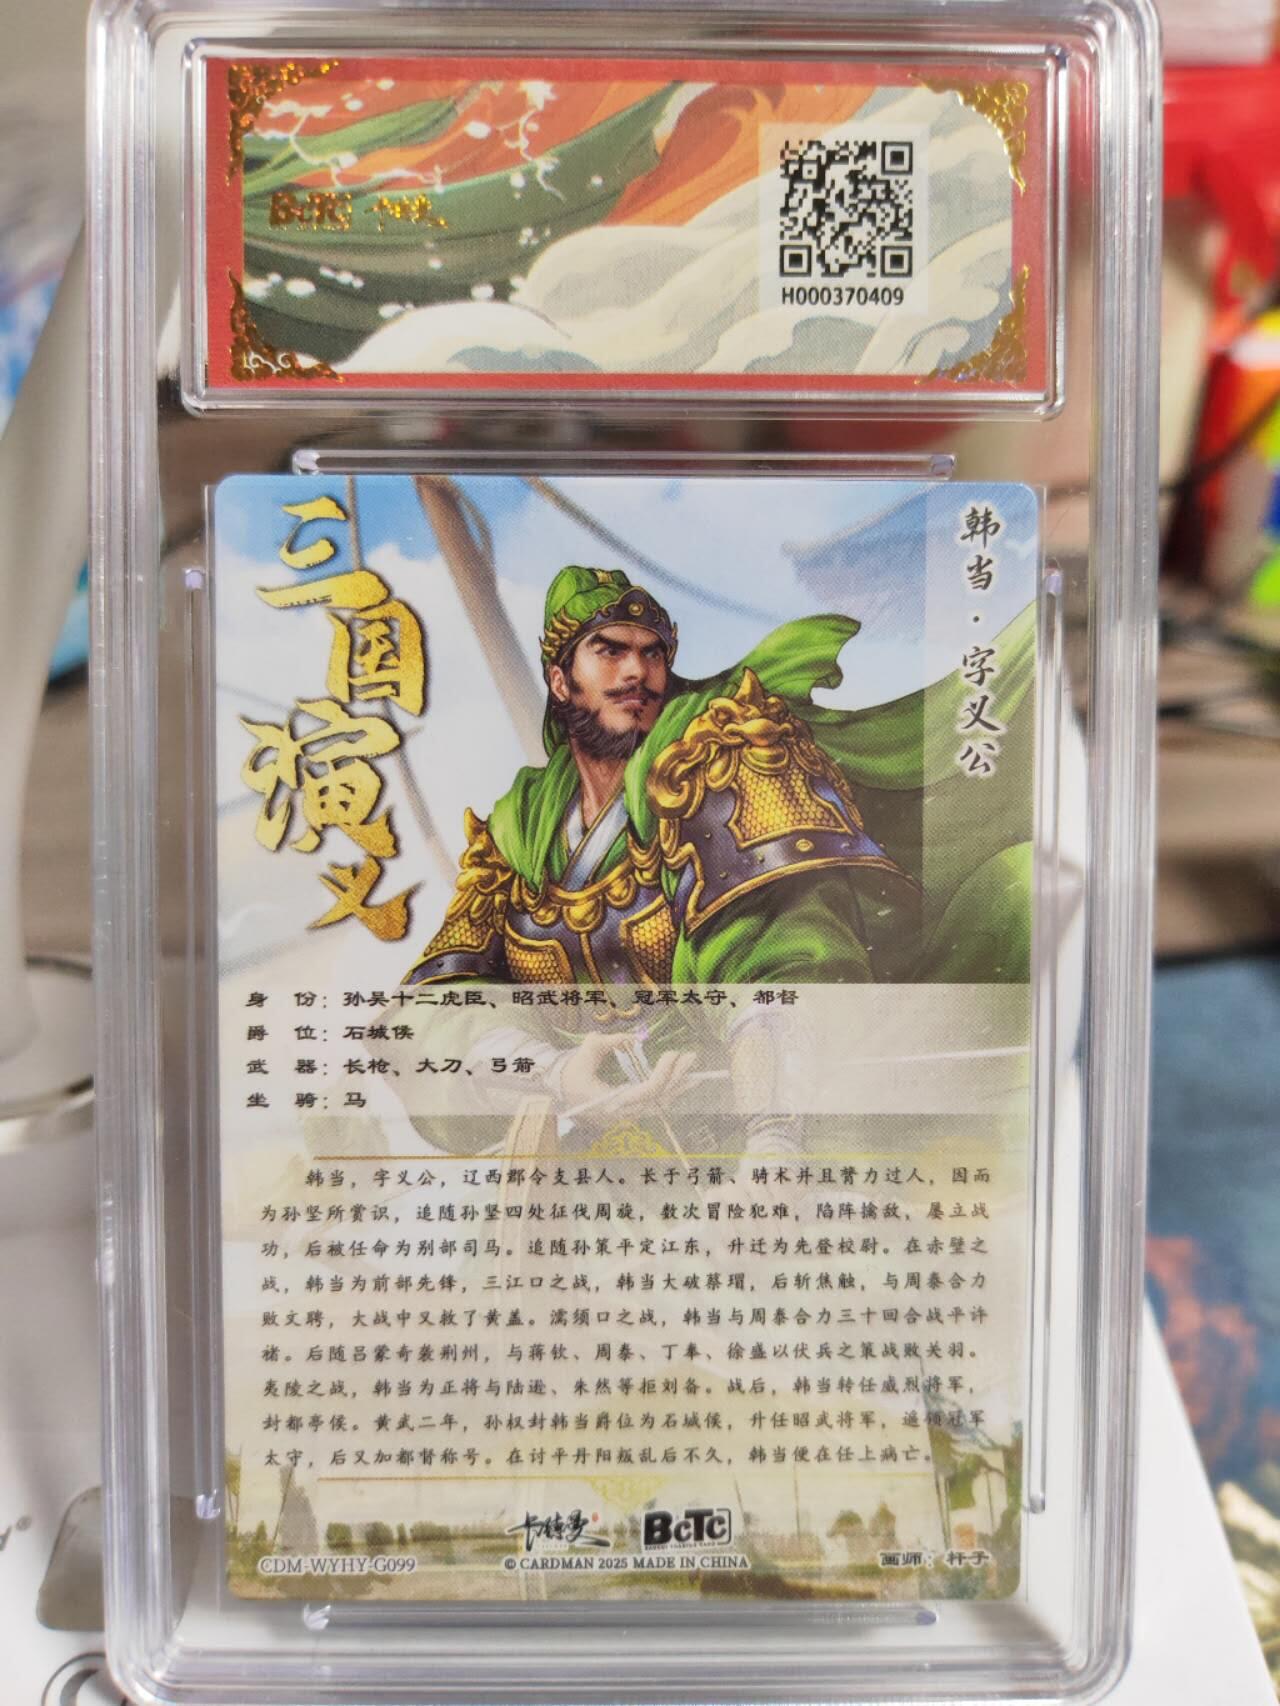 BcTC 卡德曼
H000370409
三国演义
韩当·字义公
身 份：孙吴十二虎臣、昭武将军、冠军太守、都督
爵 位：石城侯
武 器：长枪、大刀、弓箭
坐 骑：马
韩当，字义公，辽西郡令支县人。长于弓箭、骑术并且膂力过人，因而
为孙坚所赏识，追随孙坚四处征伐周旋，数次冒险犯难，陷阵擒敌，屡立战
功，后被任命为别部司马。追随孙策平定江东，升迁为先登校尉。在赤壁之
战，韩当为前部先锋，三江口之战，韩当大破蔡瑁，后斩焦触，与周泰合力
败文聘，大战中又救了黄盖。濡须口之战，韩当与周泰合力三十回合战平许
褚。后随吕蒙奇袭荆州，与蒋钦、周泰、丁奉、徐盛以伏兵之策战败关羽。
夷陵之战，韩当为正将与陆逊、朱然等拒刘备。战后，韩当转任威烈将军，
封都亭侯。黄武二年，孙权封韩当爵位为石城侯，升任昭武将军，遥领冠军
太守，后又加都督称号。在讨平丹阳叛乱后不久，韩当便在任上病亡。
卡德曼 BcTC
CDM-WYHY-G099
© CARDMAN 2025 MADE IN CHINA
画师：杆子